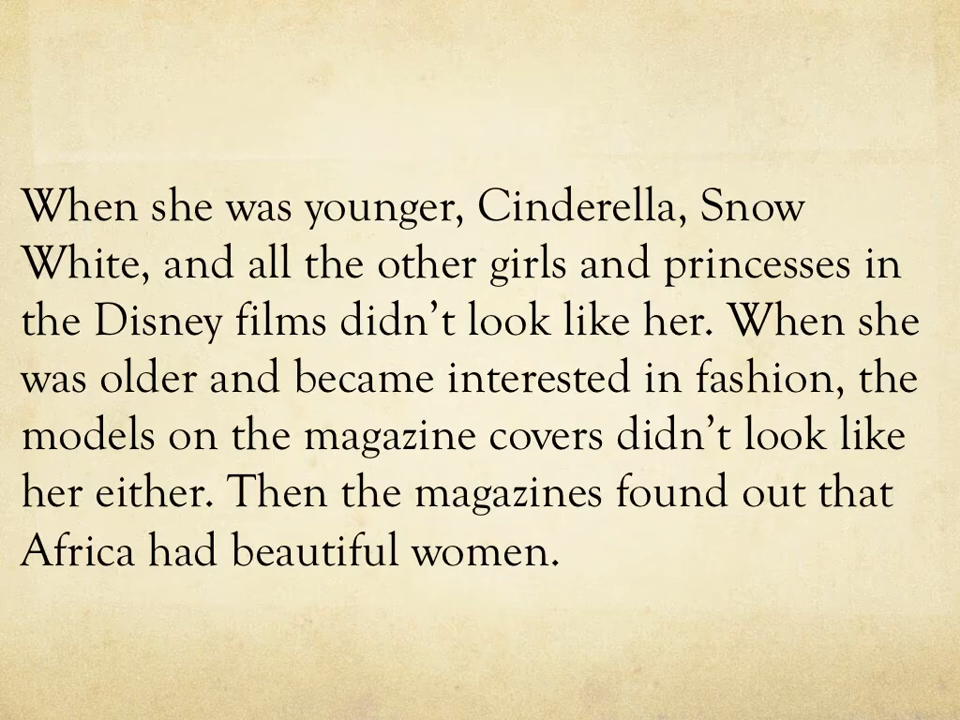 When she was younger, Cinderella, Snow
White, and all the other girls and princesses in
the Disney films didn’t look like her. When she
was older and became interested in fashion, the
models on the magazine covers didn’t look like
her either. Then the magazines found out that
Africa had beautiful women.